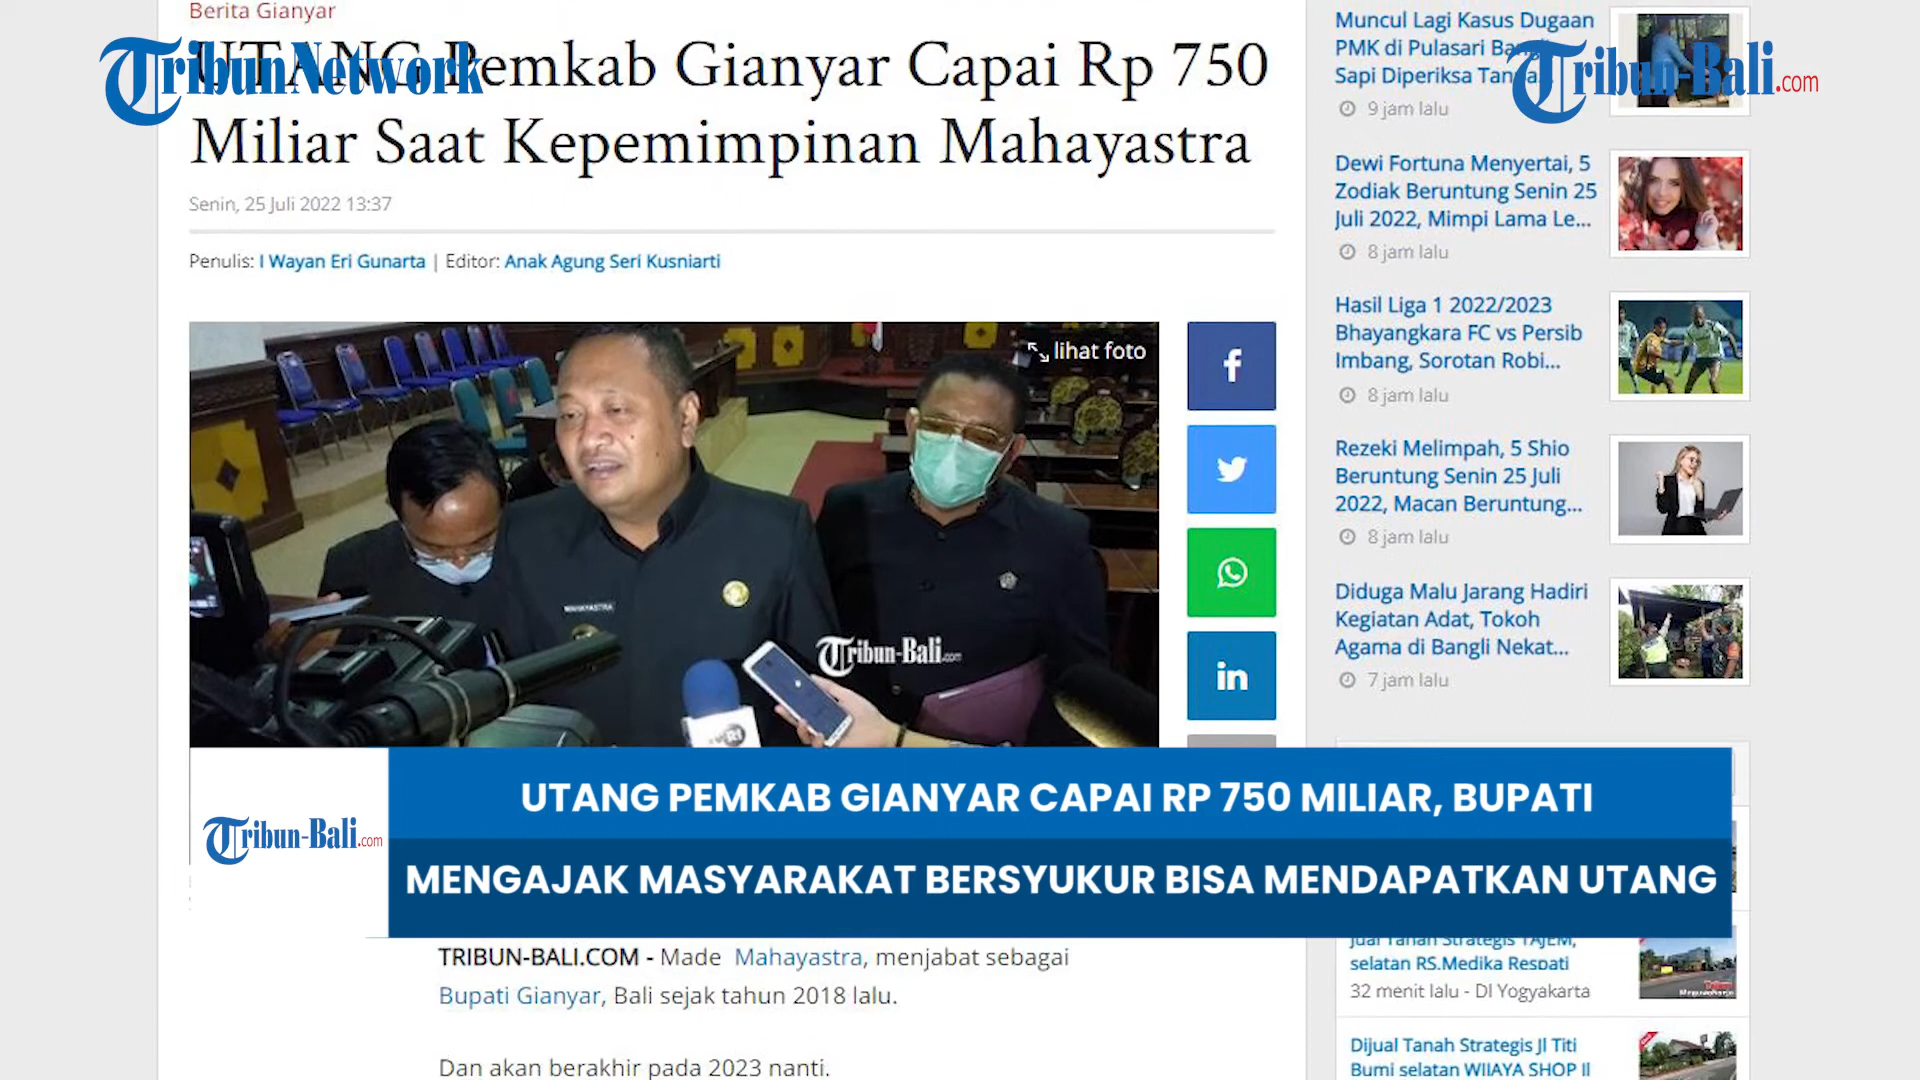 Berita Gianyar
UTANG Pemkab Gianyar Capai Rp 750
TribunNetwork
Miliar Saat Kepemimpinan Mahayastra
Senin, 25 Juli 2022 13:37
Penulis: I Wayan Eri Gunarta | Editor: Anak Agung Seri Kusniarti
lihat foto
MAHAYASTRA
Tribun-Bali.com
Tribun-Bali.com
UTANG PEMKAB GIANYAR CAPAI RP 750 MILIAR, BUPATI
MENGAJAK MASYARAKAT BERSYUKUR BISA MENDAPATKAN UTANG
TRIBUN-BALI.COM - Made Mahayastra, menjabat sebagai
Bupati Gianyar, Bali sejak tahun 2018 lalu.
Dan akan berakhir pada 2023 nanti.
Muncul Lagi Kasus Dugaan
PMK di Pulasari
Sapi Diperiksa
Tribun-Bali.com
9 jam lalu
Dewi Fortuna Menyertai, 5
Zodiak Beruntung Senin 25
Juli 2022, Mimpi Lama Le...
8 jam lalu
Hasil Liga 1 2022/2023
Bhayangkara FC vs Persib
Imbang, Sorotan Robi...
8 jam lalu
Rezeki Melimpah, 5 Shio
Beruntung Senin 25 Juli
2022, Macan Beruntung...
8 jam lalu
Diduga Malu Jarang Hadiri
Kegiatan Adat, Tokoh
Agama di Bangli Nekat...
7 jam lalu
Jual Tanah Strategis TAJEM,
selatan RS.Medika Respati
32 menit lalu - DI Yogyakarta
Dijual Tanah Strategis Jl Titi
Bumi selatan WIJAYA SHOP ||